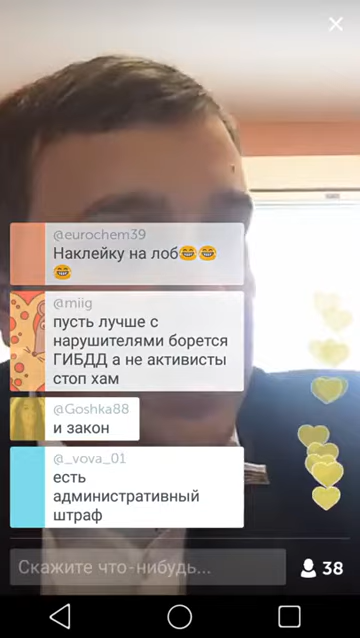 @eurochem39
Наклейку на лоб😂😂
😂
@miig
пусть лучше с
нарушителями борется
ГИБДД а не активисты
стоп хам
@Goshka88
и закон
@_vova_01
есть
административный
штраф
Скажите что-нибудь...
38